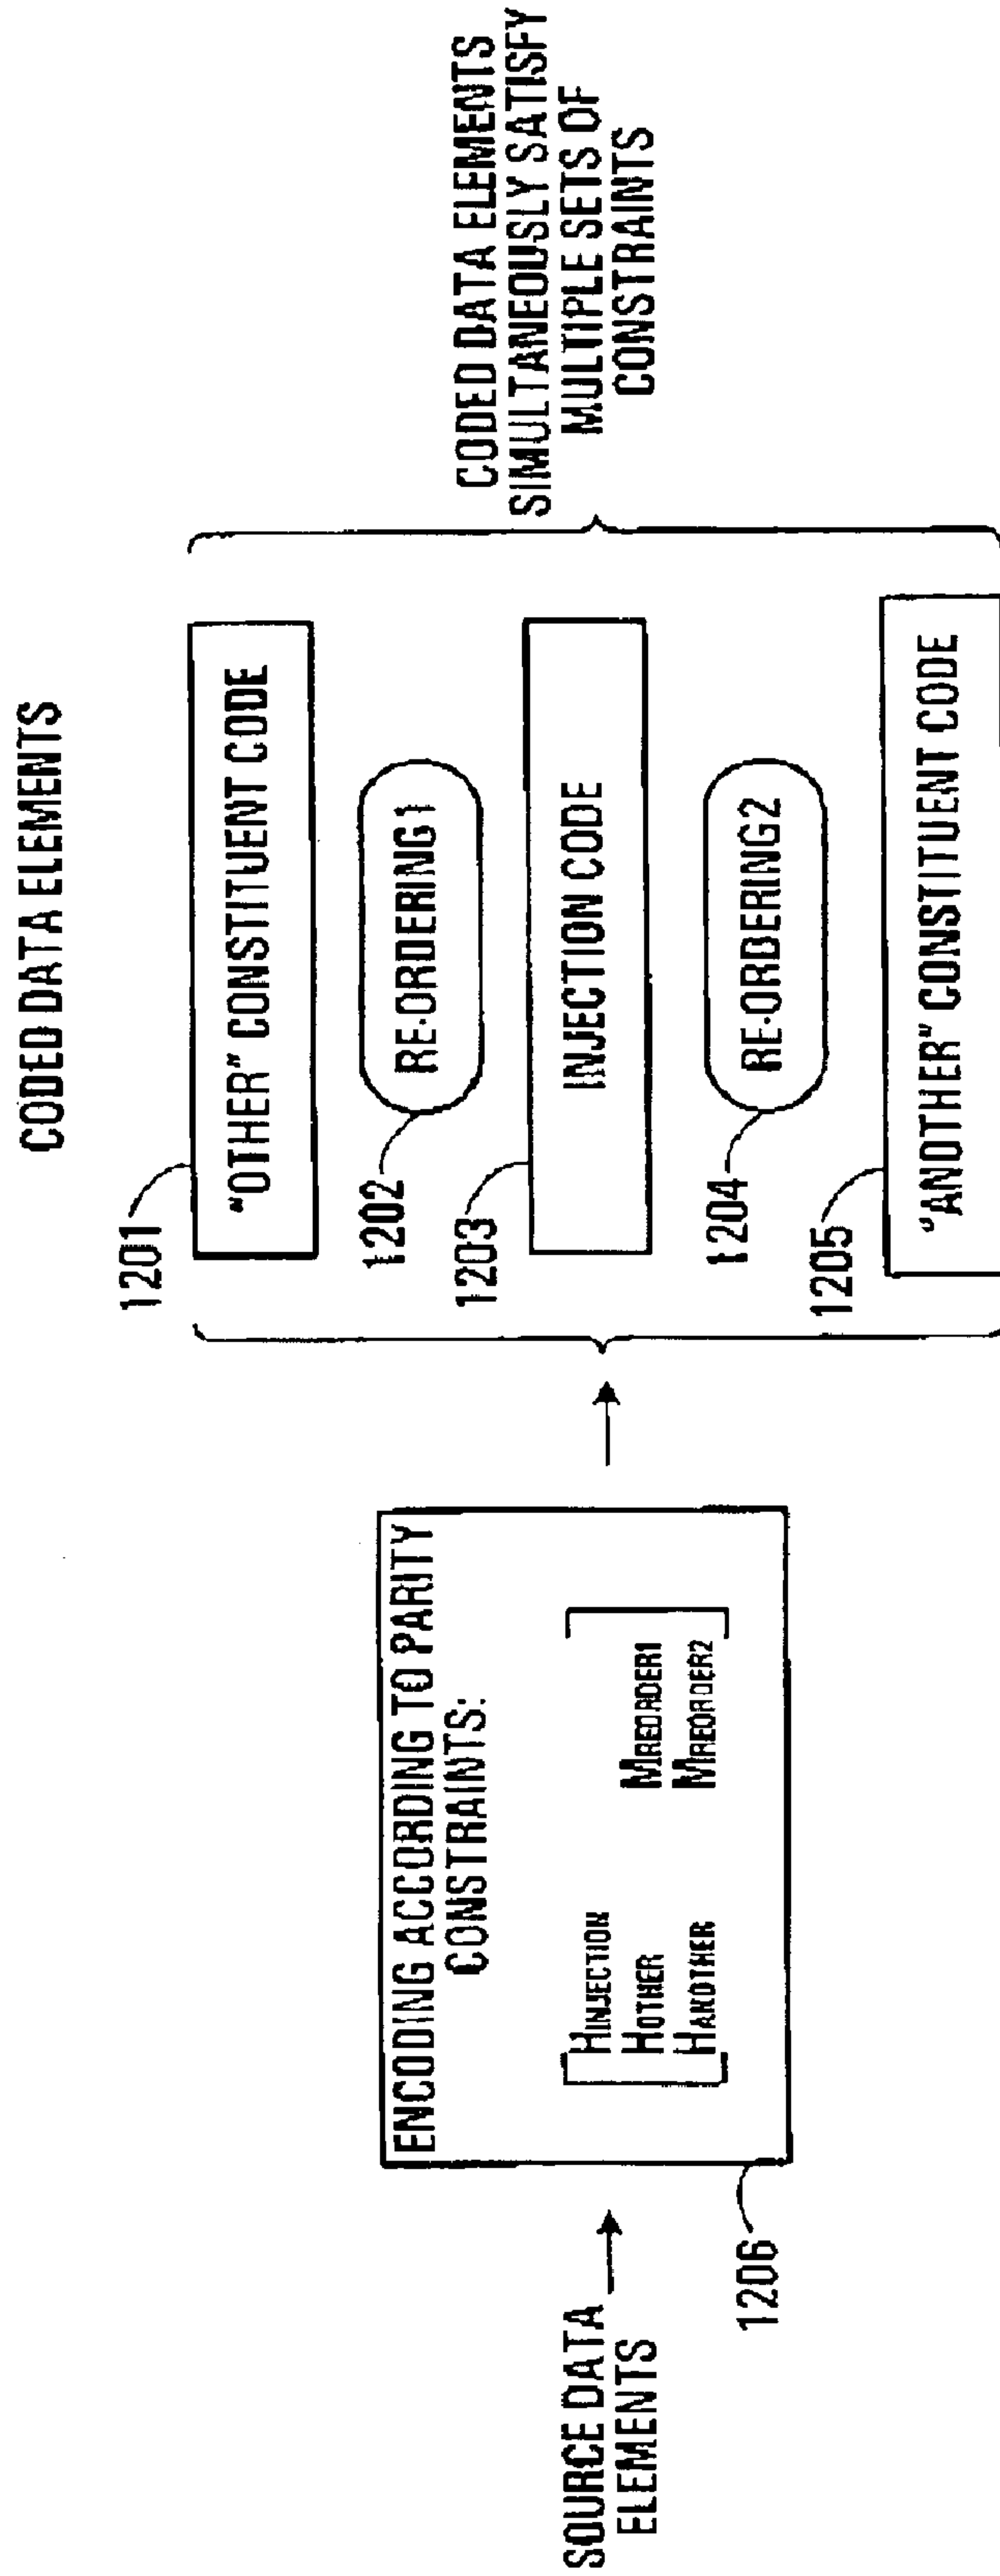 CODED DATA ELEMENTS
SOURCE DATA
ELEMENTS
1206
ENCODING ACCORDING TO PARITY
CONSTRAINTS:
HINJECTION
HOTHER MREORDER1
HANOTHER MREORDER2
1201
"OTHER" CONSTITUENT CODE
1202
RE-ORDERING1
1203
INJECTION CODE
1204
RE-ORDERING2
1205
"ANOTHER" CONSTITUENT CODE
CODED DATA ELEMENTS
SIMULTANEOUSLY SATISFY
MULTIPLE SETS OF
CONSTRAINTS